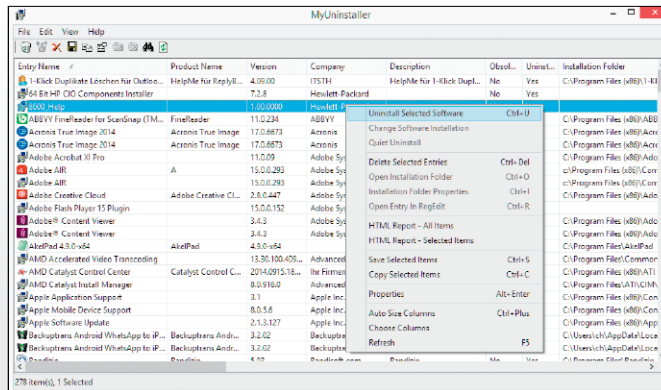 MyUninstaller
File Edit View Help
Entry Name Product Name Version Company Description Obsol... Uninst... Installation Folder
1-Klick Duplikate Löschen für Outloo... HelpMe für ReplyB... 4.09.00 ITSTH HelpMe für 1-Klick Dupl... No Yes C:\Program Files (x86)\1-Kl
64 Bit HP CIO Components Installer 7.2.8 Hewlett-Packard No Yes
8600_Help 1.00.0000 Hewlett-P
ABBYY FineReader for ScanSnap (TM... FineReader 11.0.234 ABBYY C:\Program Files (x86)\ABB
Acronis True Image 2014 Acronis True Image 17.0.6673 Acronis C:\Program Files (x86)\Acro
Acronis True Image 2014 Acronis True Image 17.0.6673 Acronis C:\Program Files (x86)\Acro
Adobe Acrobat XI Pro 11.0.09 Adobe Sys C:\Program Files (x86)\Ado
Adobe AIR A 15.0.0.293 Adobe Sys c:\Program Files (x86)\Com
Adobe AIR 15.0.0.293 Adobe Sys c:\Program Files (x86)\Com
Adobe Creative Cloud Adobe Creative Cl... 2.8.0.447 Adobe Sys C:\Program Files (x86)\Ado
Adobe Flash Player 15 Plugin 15.0.0.152 Adobe Sys
Adobe® Content Viewer 3.4.3 Adobe Sys C:\Program Files (x86)\Ado
Adobe® Content Viewer 3.4.3 Adobe Sys C:\Program Files (x86)\Ado
AkelPad 4.9.0-x64 AkelPad 4.9.0-x64 C:\Program Files\AkelPad
AMD Accelerated Video Transcoding 13.30.100.409... Advanced C:\Program Files\Common
AMD Catalyst Control Center Catalyst Control C... 2014.0915.18... Ihr Firmen C:\Program Files (x86)\ATI
AMD Catalyst Install Manager 8.0.916.0 Advanced C:\Program Files\ATI\CIM\
Apple Application Support 3.1 Apple Inc. C:\Program Files (x86)\Com
Apple Mobile Device Support 8.0.5.6 Apple Inc. C:\Program Files\Common
Apple Software Update 2.1.3.127 Apple Inc. C:\Program Files (x86)\App
Backuptrans Android WhatsApp to iP... Backuptrans Andr... 3.2.02 Backuptra C:\Users\ch\AppData\Loca
Backuptrans Android WhatsApp to iP... Backuptrans Andr... 3.2.02 Backuptra C:\Users\ch\AppData\Loca
Bandizip Bandizip 5.02 Bandisoft.com Bandizip No Yes C:\Program Files\Bandizip
Uninstall Selected Software Ctrl+U
Change Software Installation
Quiet Uninstall
Delete Selected Entries Ctrl+Del
Open Installation Folder Ctrl+O
Installation Folder Properties Ctrl+I
Open Entry In RegEdit Ctrl+R
HTML Report - All Items
HTML Report - Selected Items
Save Selected Items Ctrl+S
Copy Selected Items Ctrl+C
Properties Alt+Enter
Auto Size Columns Ctrl+Plus
Choose Columns
Refresh F5
278 item(s), 1 Selected